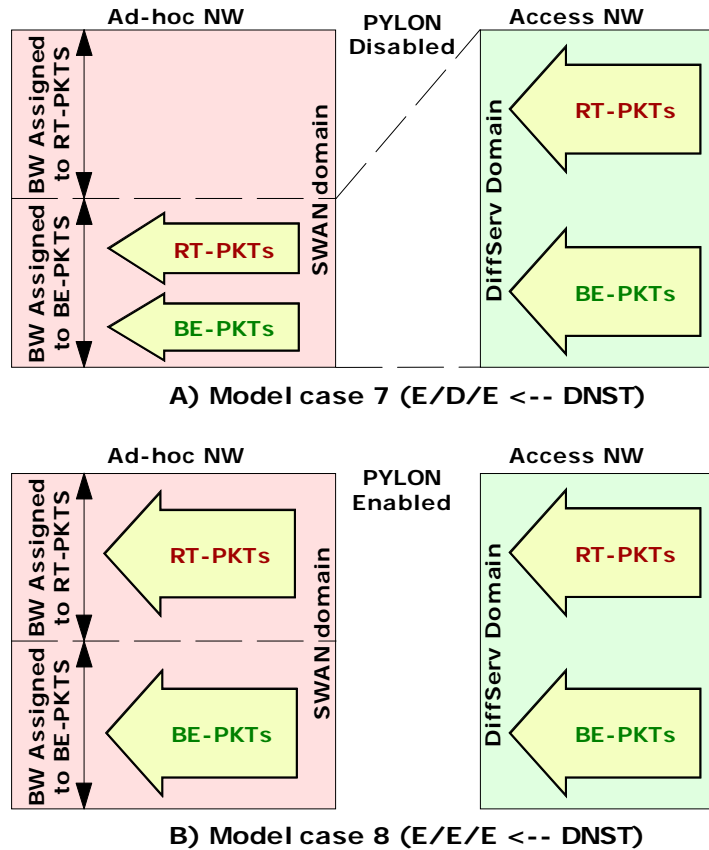 Ad-hoc NW
PYLON
Disabled
Access NW
BW Assigned
to RT-PKTS
BW Assigned
to BE-PKTS
RT-PKTs
BE-PKTs
SWAN domain
DiffServ Domain
RT-PKTs
BE-PKTs
A) Model case 7 (E/D/E <-- DNST)
Ad-hoc NW
PYLON
Enabled
Access NW
BW Assigned
to RT-PKTS
BW Assigned
to BE-PKTS
RT-PKTs
BE-PKTs
SWAN domain
DiffServ Domain
RT-PKTs
BE-PKTs
B) Model case 8 (E/E/E <-- DNST)